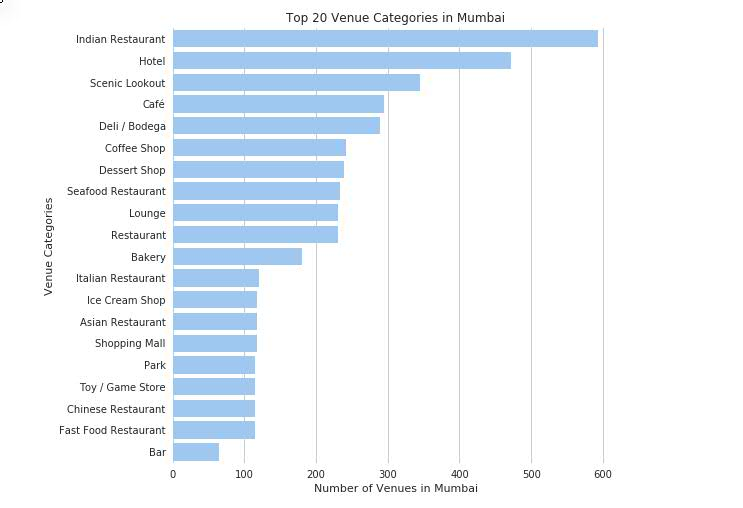 Top 20 Venue Categories in Mumbai
Indian Restaurant
Hotel
Scenic Lookout
Café
Deli / Bodega
Coffee Shop
Dessert Shop
Seafood Restaurant
Lounge
Restaurant
Bakery
Italian Restaurant
Ice Cream Shop
Asian Restaurant
Shopping Mall
Park
Toy / Game Store
Chinese Restaurant
Fast Food Restaurant
Bar
Venue Categories
0 100 200 300 400 500 600
Number of Venues in Mumbai